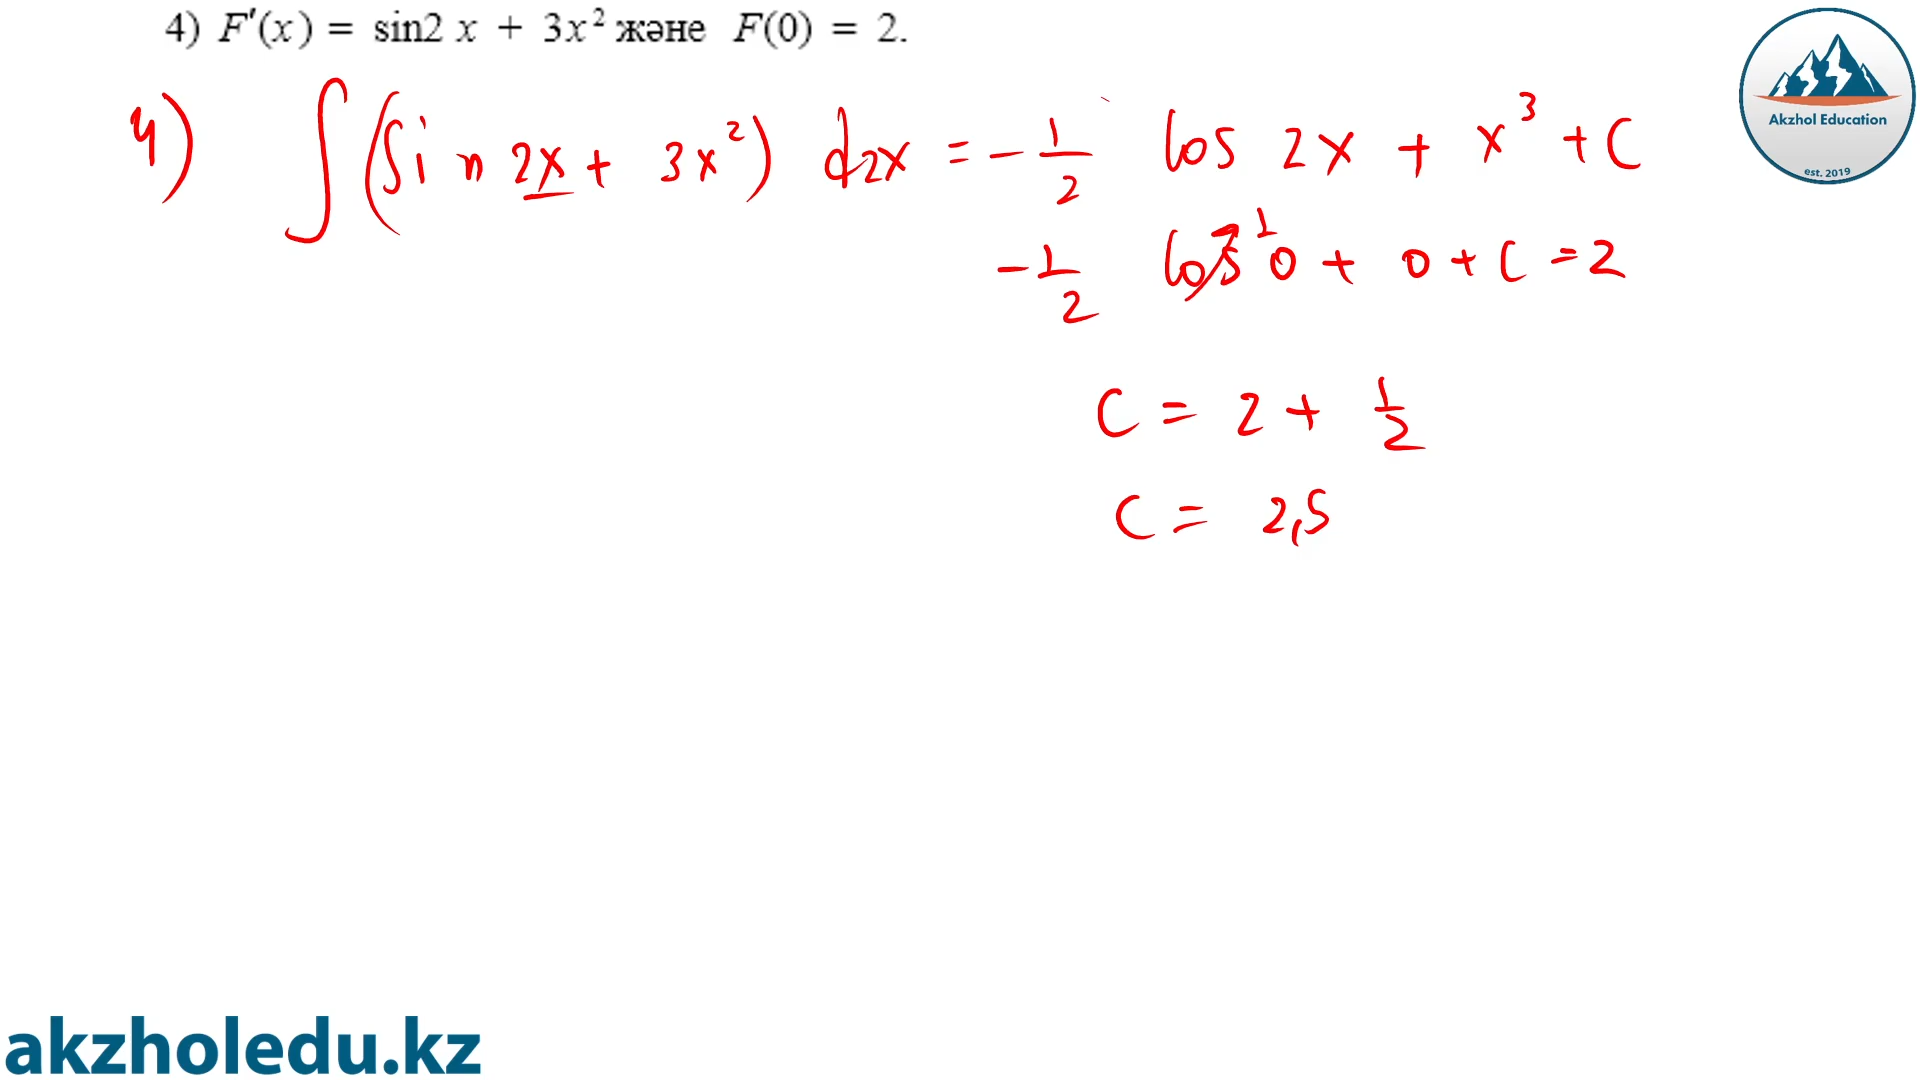 4) F′(x) = sin2 x + 3x² және F(0) = 2.
Akzhol Education
est. 2019
4) ∫(sin 2x + 3x²) d2x = -1/2 cos 2x + x³ + C
-1/2 cos 0 ↗1 + 0 + C = 2
C = 2 + 1/2
C = 2,5
akzholedu.kz